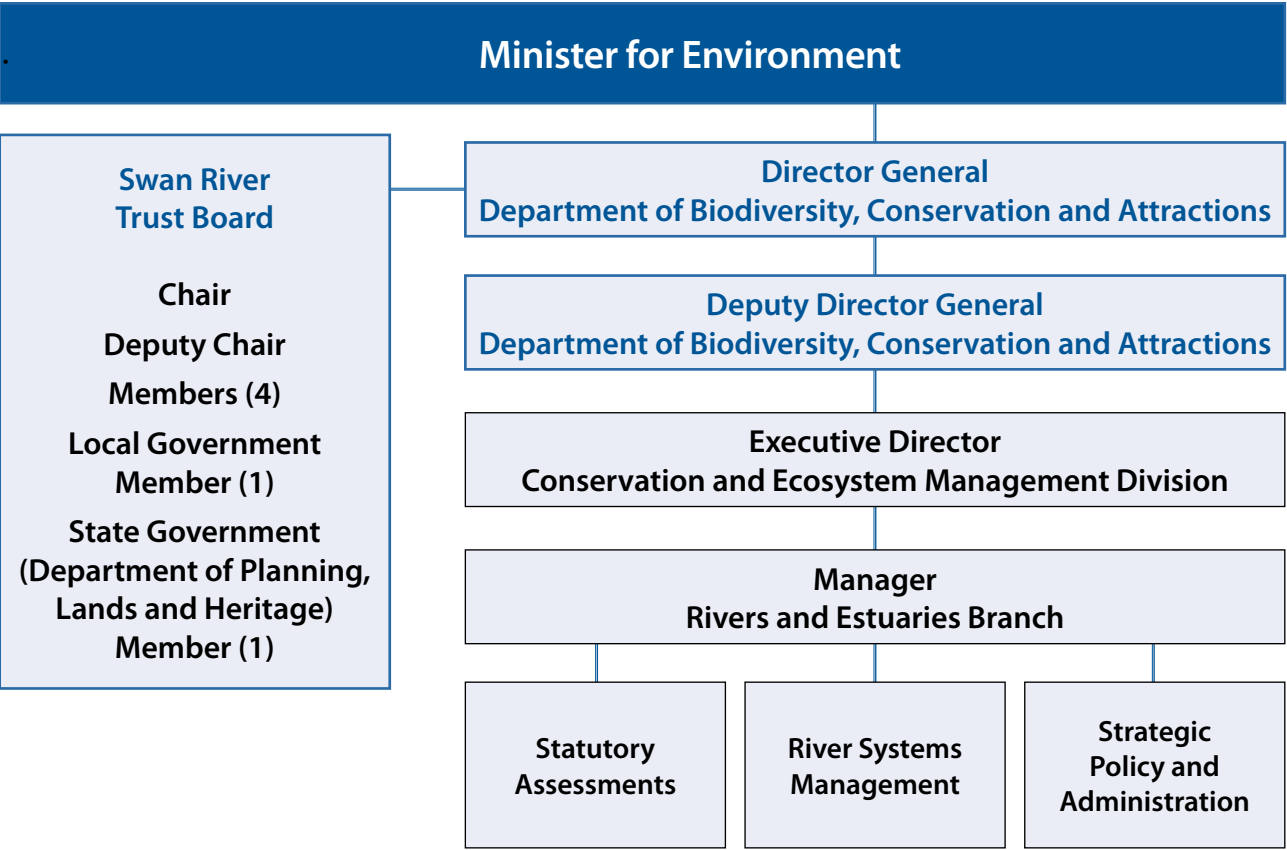 Minister for Environment
Swan River
Trust Board
Chair
Deputy Chair
Members (4)
Local Government
Member (1)
State Government
(Department of Planning,
Lands and Heritage)
Member (1)
Director General
Department of Biodiversity, Conservation and Attractions
Deputy Director General
Department of Biodiversity, Conservation and Attractions
Executive Director
Conservation and Ecosystem Management Division
Manager
Rivers and Estuaries Branch
Statutory
Assessments
River Systems
Management
Strategic
Policy and
Administration